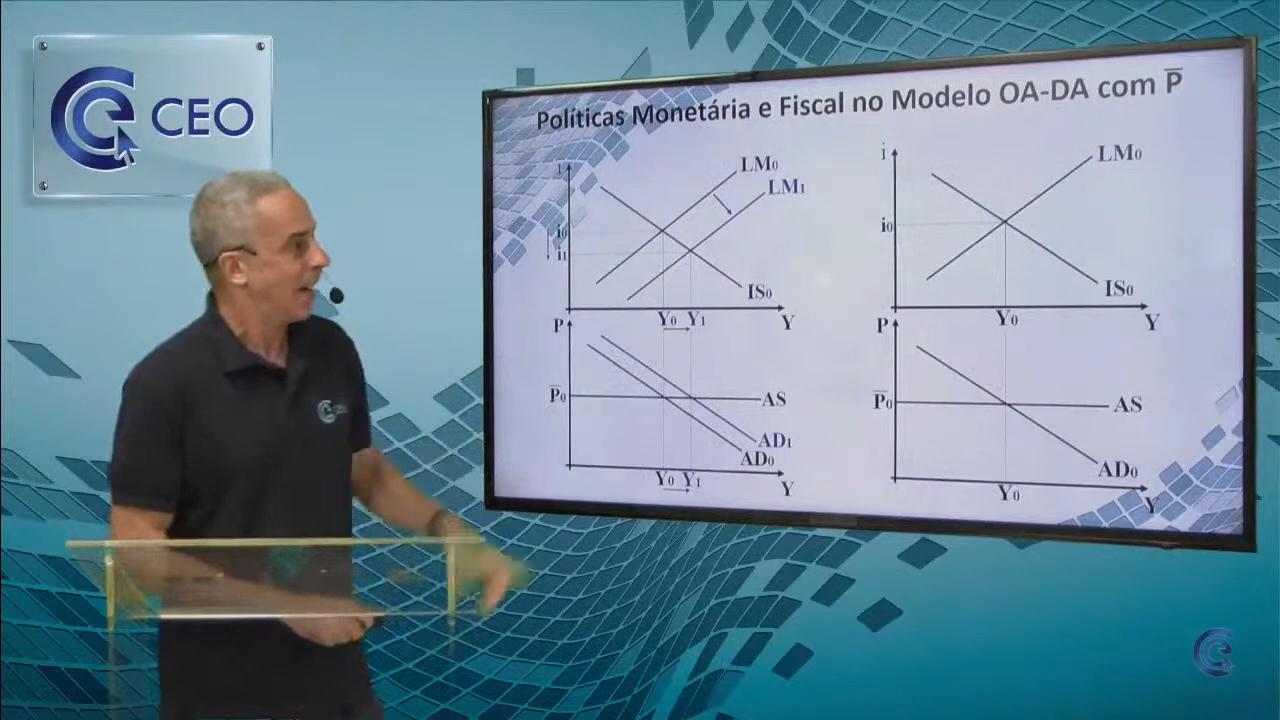 CEO
Políticas Monetária e Fiscal no Modelo OA-DA com P̅
i LM₀
LM₁
i₀
i₁
IS₀
Y₀ Y₁ Y
P
P̅₀ AS
AD₁
AD₀
Y₀ Y₁ Y
i LM₀
i₀
IS₀
Y₀ Y
P
P̅₀ AS
AD₀
Y₀ Y